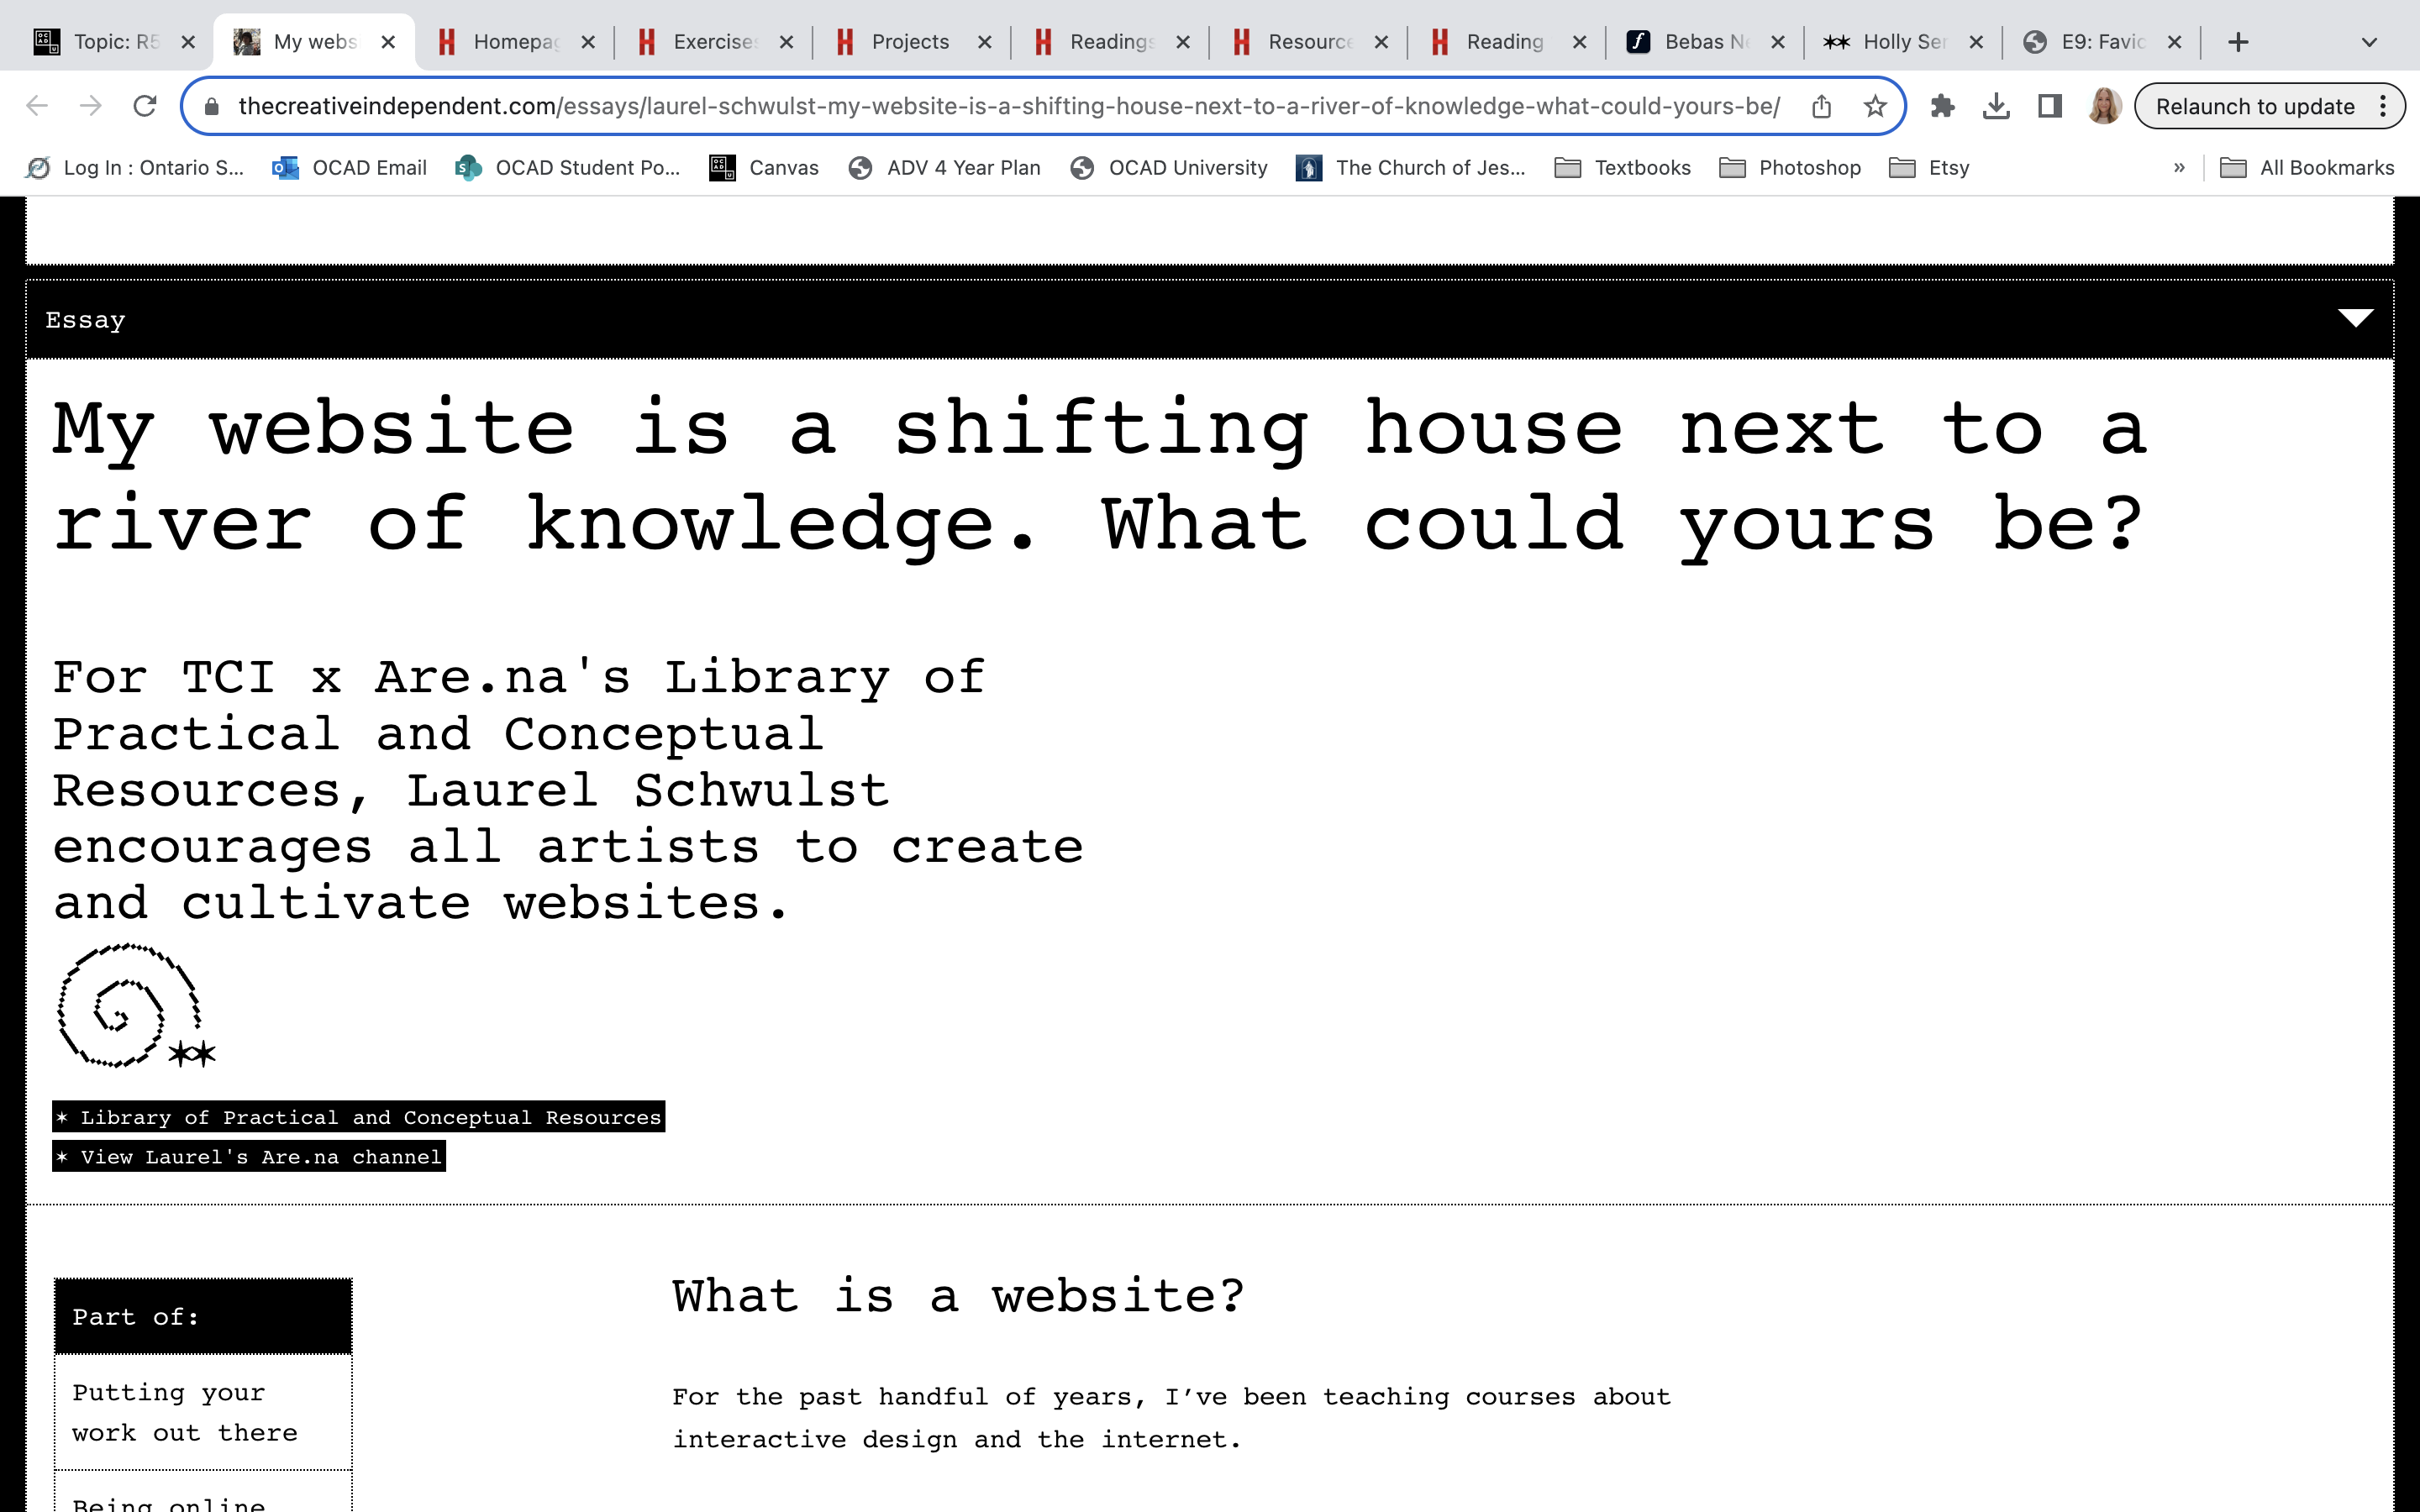 Topic: R5
My webs
Homepag
Exercise
Projects
Readings
Resource
Reading
Bebas Ne
Holly Ser
E9: Favic
thecreativeindependent.com/essays/laurel-schwulst-my-website-is-a-shifting-house-next-to-a-river-of-knowledge-what-could-yours-be/
Relaunch to update
Log In : Ontario S...
OCAD Email
OCAD Student Po...
Canvas
ADV 4 Year Plan
OCAD University
The Church of Jes...
Textbooks
Photoshop
Etsy
»
All Bookmarks
Essay
My website is a shifting house next to a
river of knowledge. What could yours be?
For TCI x Are.na's Library of
Practical and Conceptual
Resources, Laurel Schwulst
encourages all artists to create
and cultivate websites.
✶ Library of Practical and Conceptual Resources
✶ View Laurel's Are.na channel
Part of:
Putting your
work out there
Being online
What is a website?
For the past handful of years, I’ve been teaching courses about
interactive design and the internet.